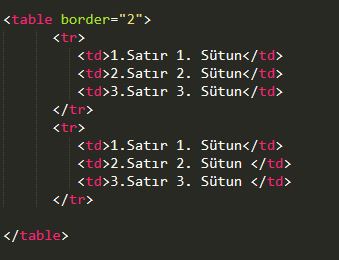 <table border="2">
<tr>
<td>1.Satır 1. Sütun</td>
<td>2.Satır 2. Sütun</td>
<td>3.Satır 3. Sütun</td>
</tr>
<tr>
<td>1.Satır 1. Sütun</td>
<td>2.Satır 2. Sütun </td>
<td>3.Satır 3. Sütun </td>
</tr>
</table>